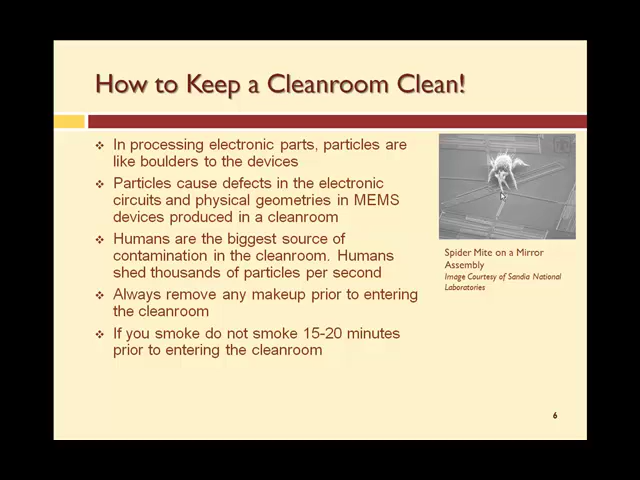 How to Keep a Cleanroom Clean!
In processing electronic parts, particles are
like boulders to the devices
Particles cause defects in the electronic
circuits and physical geometries in MEMS
devices produced in a cleanroom
Humans are the biggest source of
contamination in the cleanroom. Humans
shed thousands of particles per second
Always remove any makeup prior to entering
the cleanroom
If you smoke do not smoke 15-20 minutes
prior to entering the cleanroom
Spider Mite on a Mirror
Assembly
Image Courtesy of Sandia National
Laboratories
6